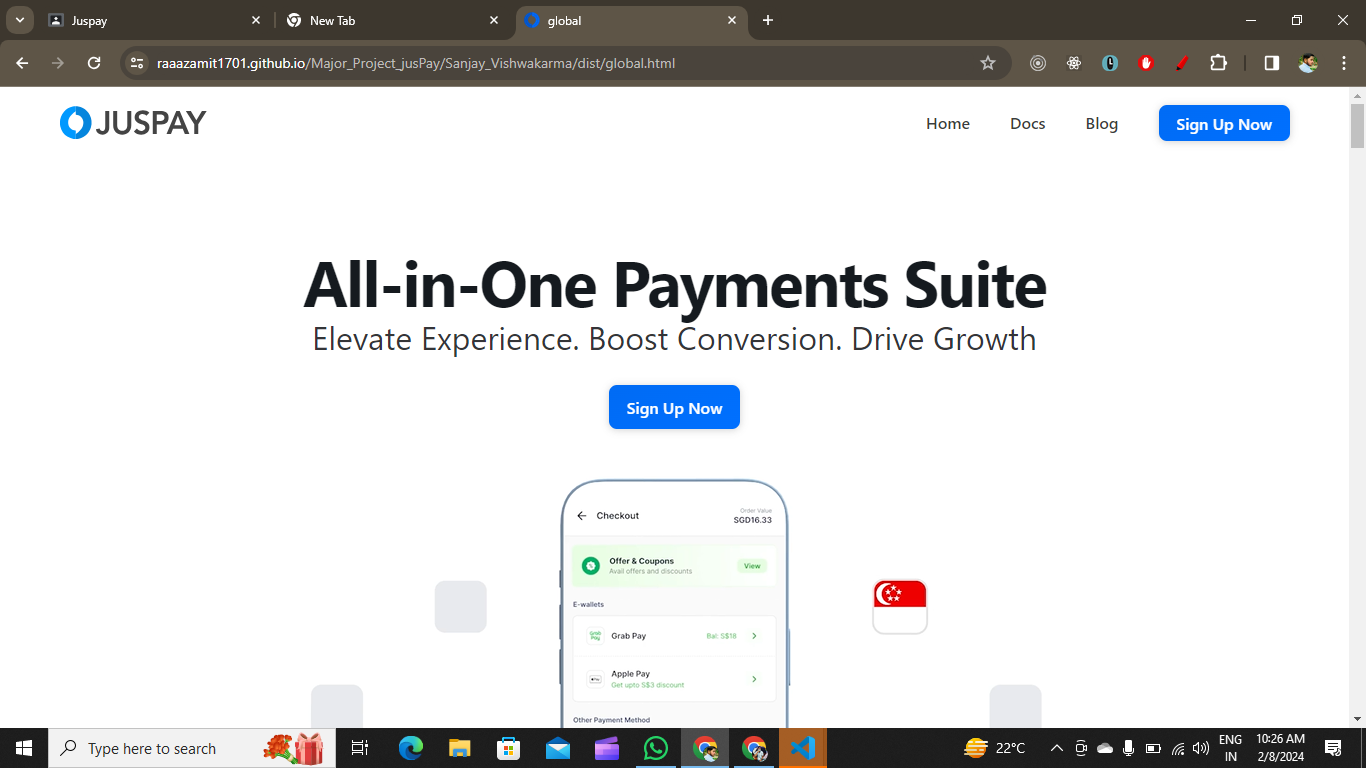 Juspay
New Tab
global
raaazamit1701.github.io/Major_Project_jusPay/Sanjay_Vishwakarma/dist/global.html
JUSPAY
Home
Docs
Blog
Sign Up Now
All-in-One Payments Suite
Elevate Experience. Boost Conversion. Drive Growth
Sign Up Now
Checkout
Order Value
SGD16.33
Offer & Coupons
Avail offers and discounts
View
E-wallets
Grab Pay
Grab Pay
Bal: S$18
Apple Pay
Get upto S$3 discount
Other Payment Method
Type here to search
22°C
ENG
IN
10:26 AM
2/8/2024